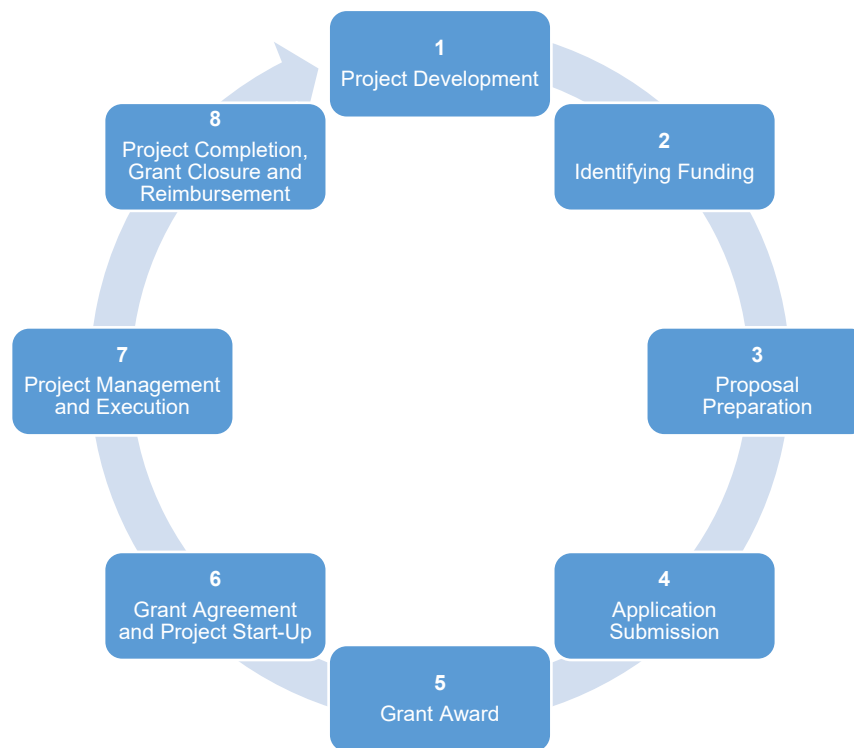 1
Project Development
2
Identifying Funding
3
Proposal
Preparation
4
Application
Submission
5
Grant Award
6
Grant Agreement
and Project Start-Up
7
Project Management
and Execution
8
Project Completion,
Grant Closure and
Reimbursement